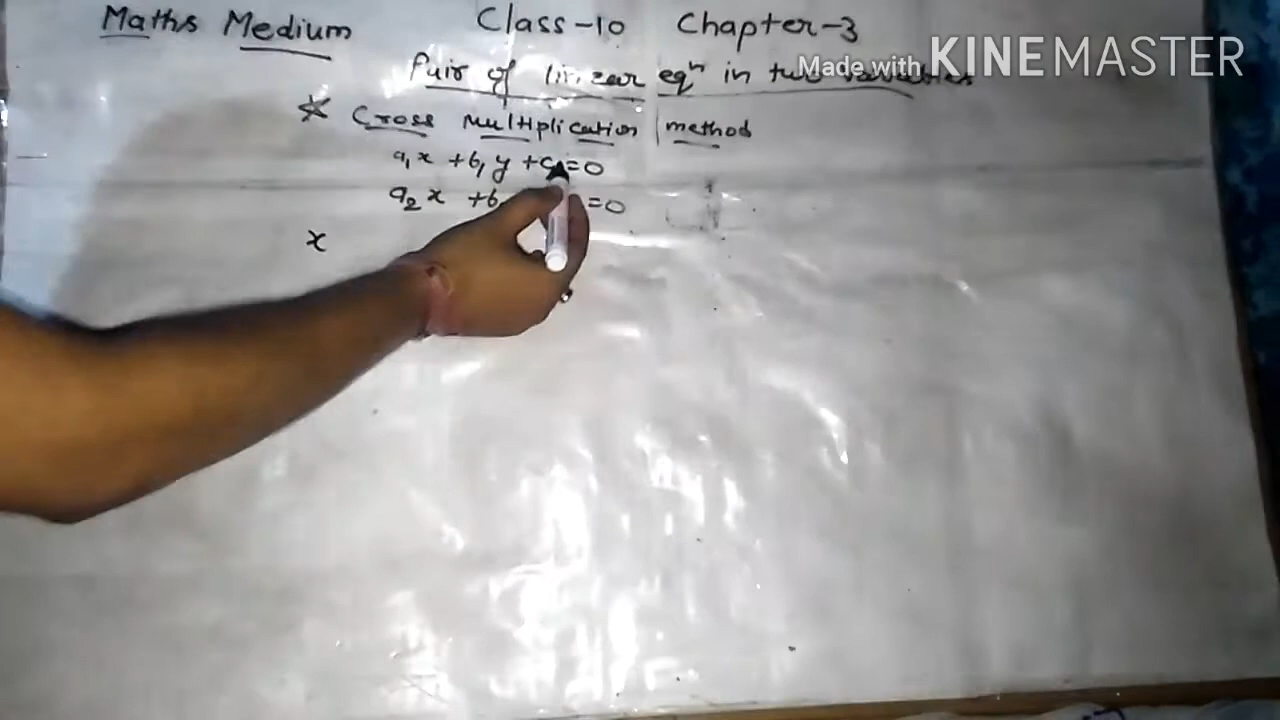 Maths Medium Class-10 Chapter-3
Made with KINEMASTER
Pair of linear eqⁿ in two variables
* Cross Multiplication method
a₁x + b₁y + c₁ = 0
a₂x + b = 0
x